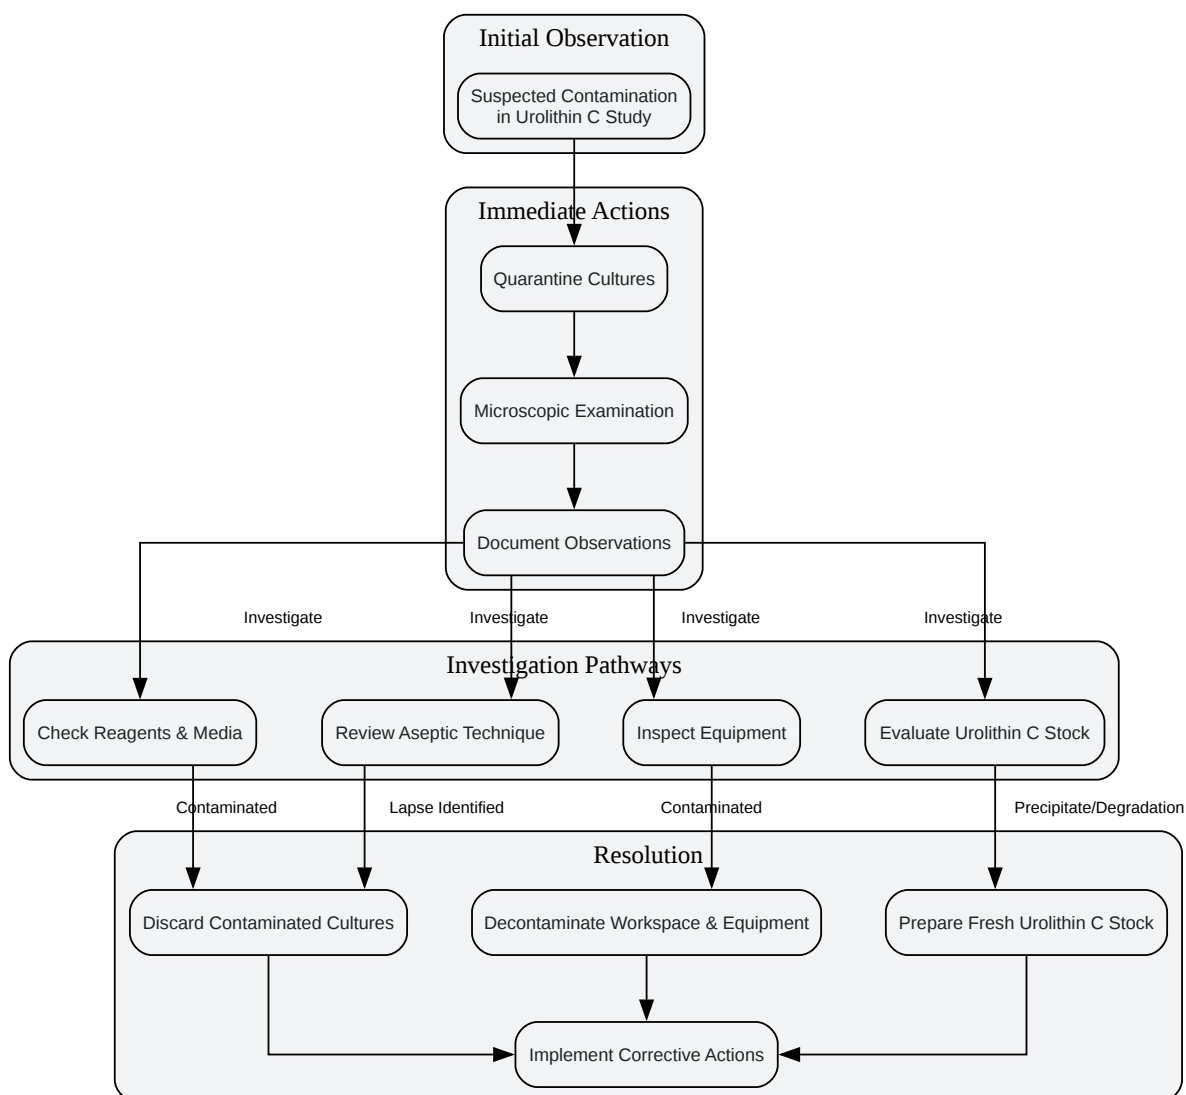 Initial Observation
Suspected Contamination
in Urolithin C Study
Immediate Actions
Quarantine Cultures
Microscopic Examination
Document Observations
Investigate
Investigate
Investigate
Investigate
Investigation Pathways
Check Reagents & Media
Review Aseptic Technique
Inspect Equipment
Evaluate Urolithin C Stock
Contaminated
Lapse Identified
Contaminated
Precipitate/Degradation
Resolution
Discard Contaminated Cultures
Decontaminate Workspace & Equipment
Prepare Fresh Urolithin C Stock
Implement Corrective Actions